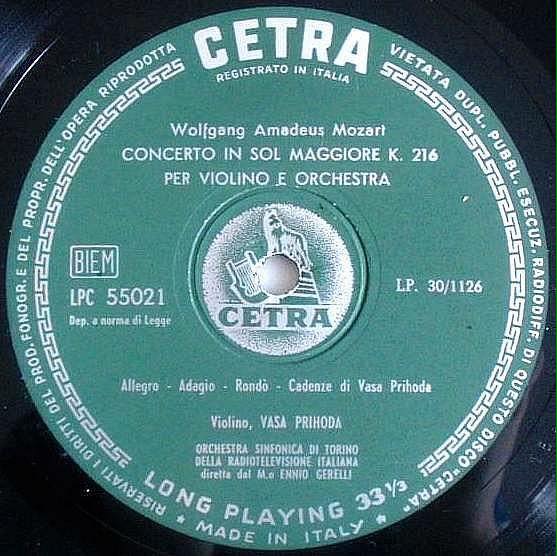 CETRA
REGISTRATO IN ITALIA
Wolfgang Amadeus Mozart
CONCERTO IN SOL MAGGIORE K. 216
PER VIOLINO E ORCHESTRA
BIEM
LPC 55021
Dep. a norma di Legge
LP. 30/1126
CETRA
Allegro - Adagio - Rondò - Cadenze di Vasa Prihoda
Violino, VASA PRIHODA
ORCHESTRA SINFONICA DI TORINO
DELLA RADIOTELEVISIONE ITALIANA
diretta dal M.o ENNIO GERELLI
LONG PLAYING 33 1/3
★ MADE IN ITALY ★
RISERVATI I DIRITTI DEL PROD. FONOGR. E DEL PROPR. DELL'OPERA RIPRODOTTA
VIETATA DUPL. PUBBL. ESECUZ. RADIODIFF. DI QUESTO DISCO "CETRA"